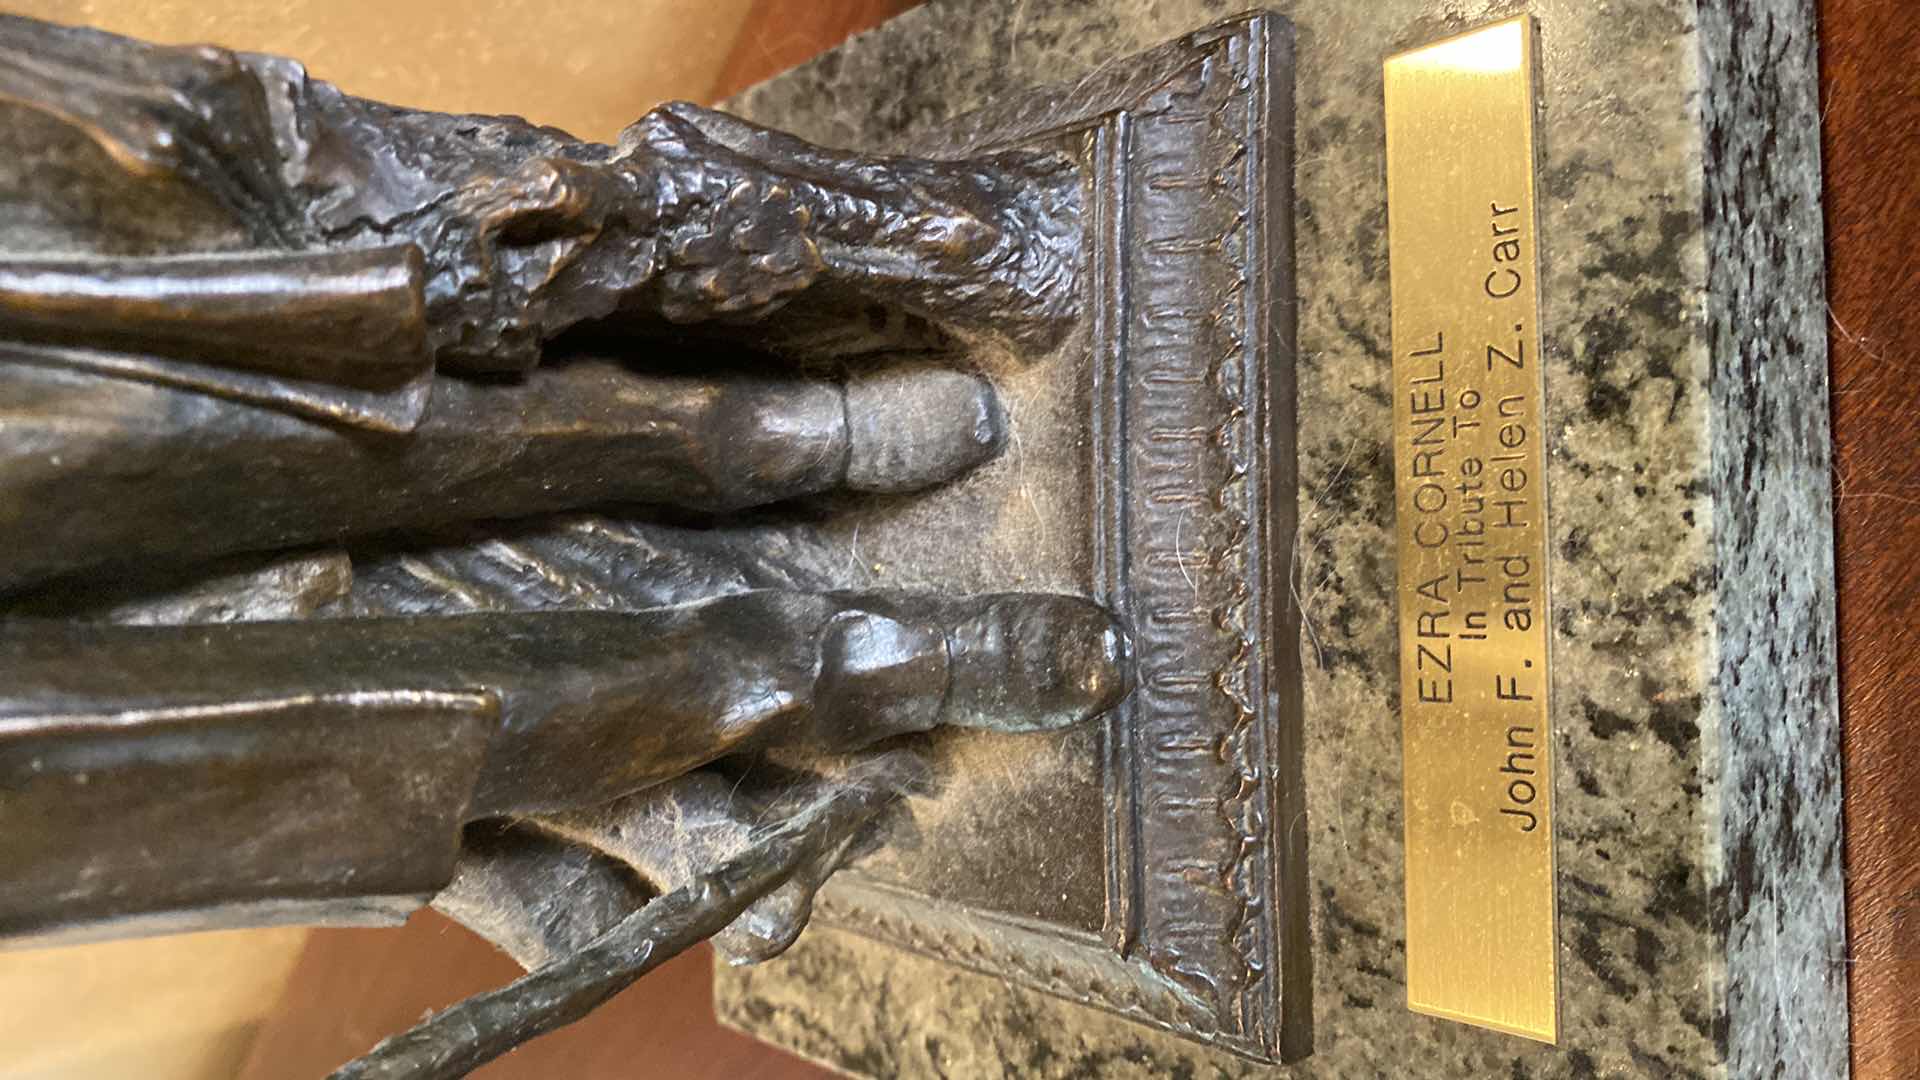 EZRA CORNELL
In Tribute To
John F. and Helen Z. Carr